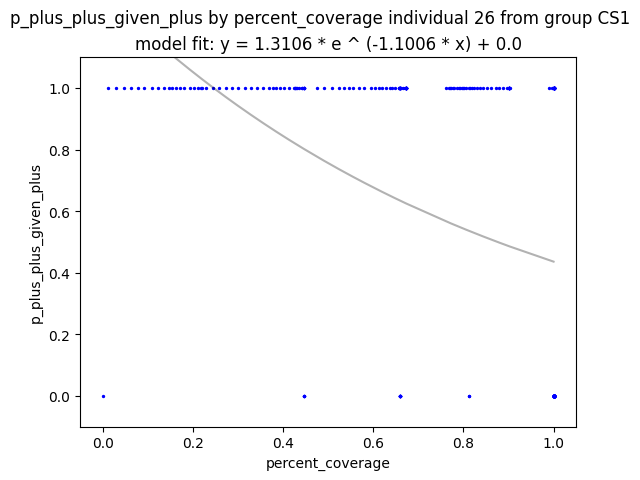 p_plus_plus_given_plus by percent_coverage individual 26 from group CS1
model fit: y = 1.3106 * e ^ (-1.1006 * x) + 0.0
1.0
0.8
0.6
0.4
0.2
0.0
p_plus_plus_given_plus
0.0 0.2 0.4 0.6 0.8 1.0
percent_coverage